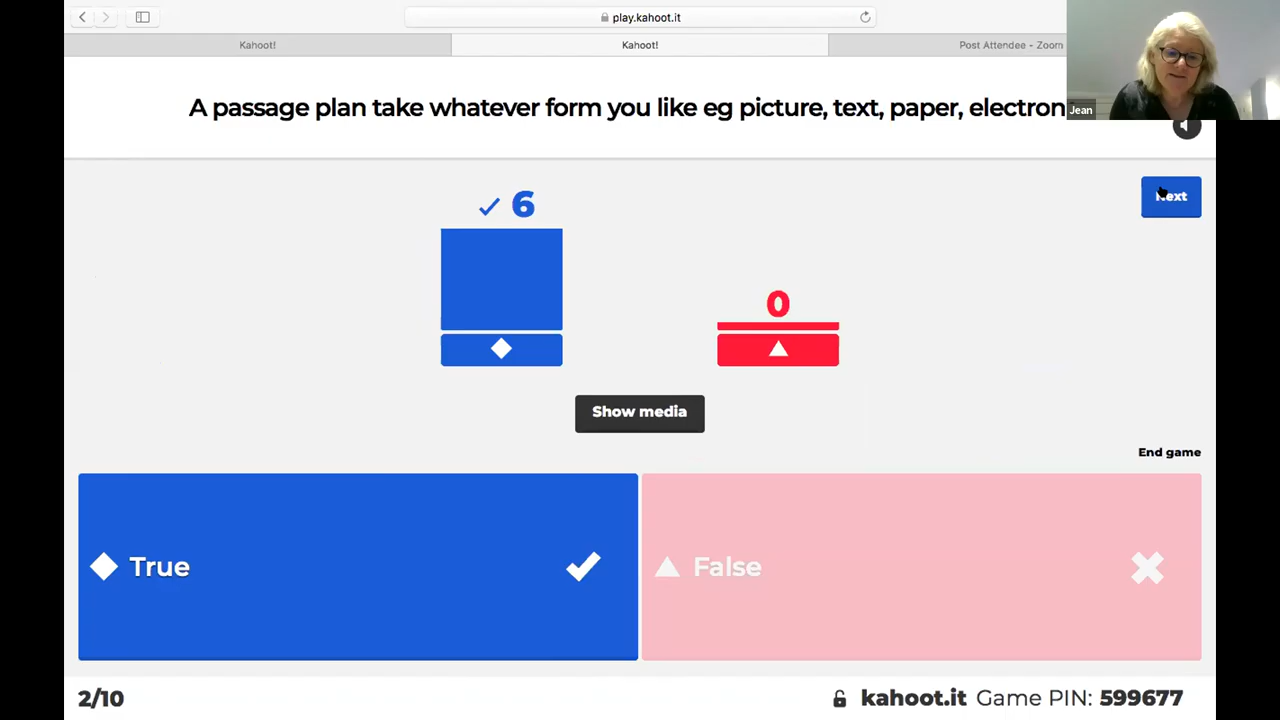 play.kahoot.it
Kahoot!
Kahoot!
Post Attendee - Zoom
A passage plan take whatever form you like eg picture, text, paper, electron
Jean
6
Next
0
Show media
End game
True
False
2/10
kahoot.it Game PIN: 599677